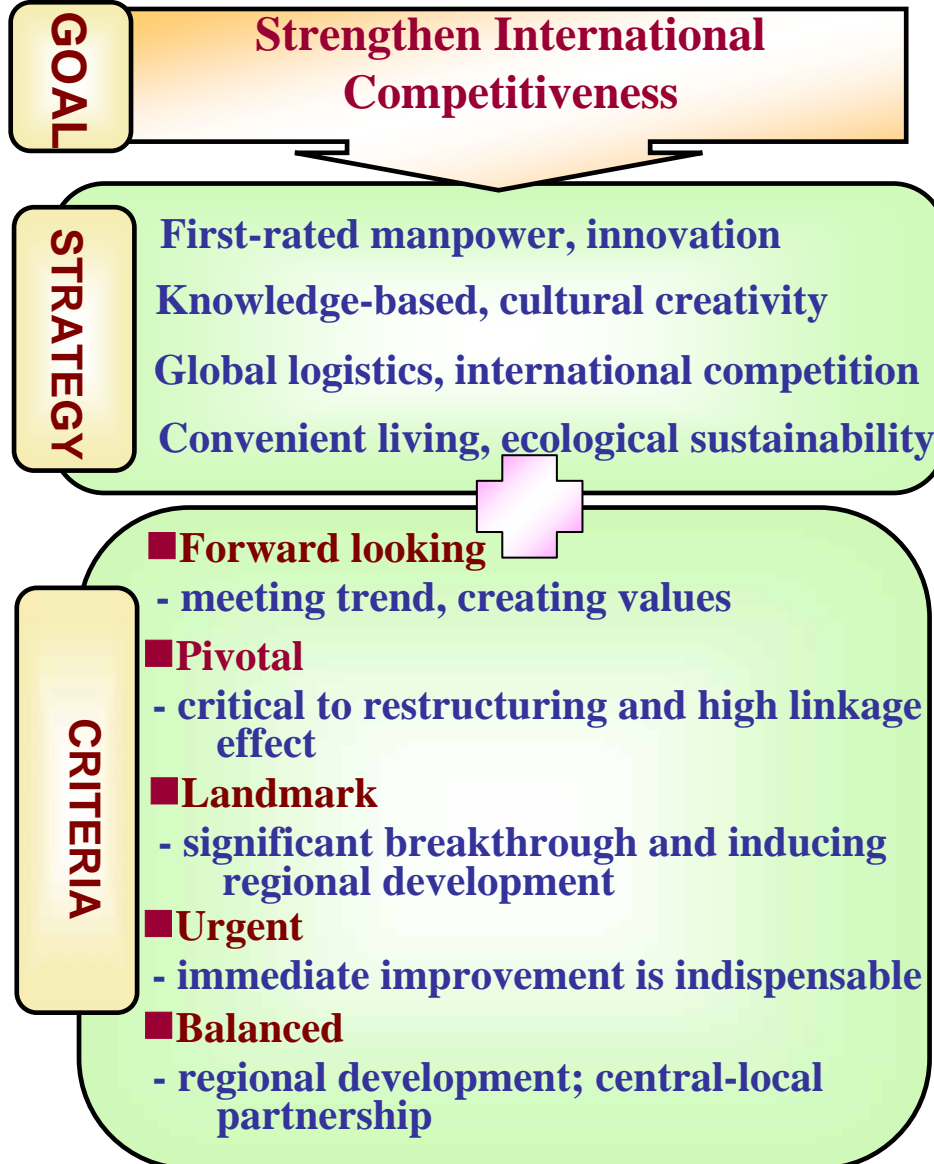 GOAL
Strengthen International
Competitiveness
STRATEGY
First-rated manpower, innovation
Knowledge-based, cultural creativity
Global logistics, international competition
Convenient living, ecological sustainability
CRITERIA
■Forward looking
- meeting trend, creating values
■Pivotal
- critical to restructuring and high linkage
effect
■Landmark
- significant breakthrough and inducing
regional development
■Urgent
- immediate improvement is indispensable
■Balanced
- regional development; central-local
partnership